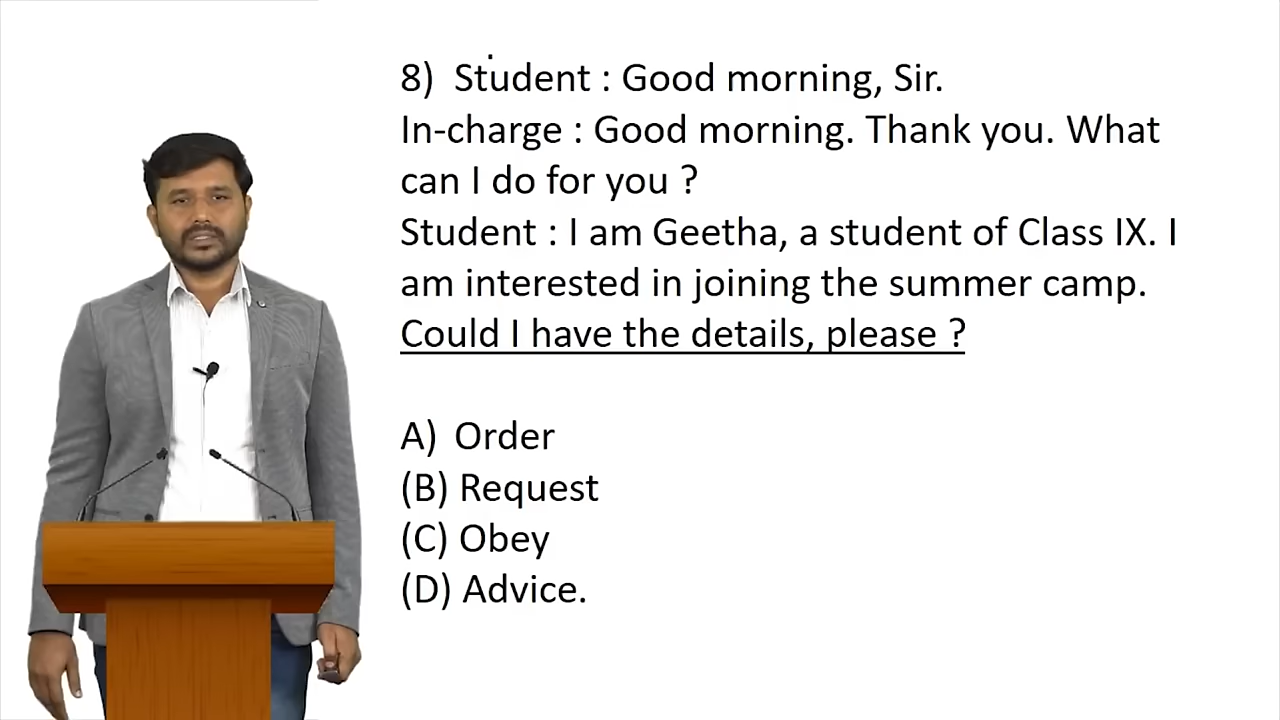 8) Student : Good morning, Sir.
In-charge : Good morning. Thank you. What
can I do for you ?
Student : I am Geetha, a student of Class IX. I
am interested in joining the summer camp.
Could I have the details, please ?
A) Order
(B) Request
(C) Obey
(D) Advice.